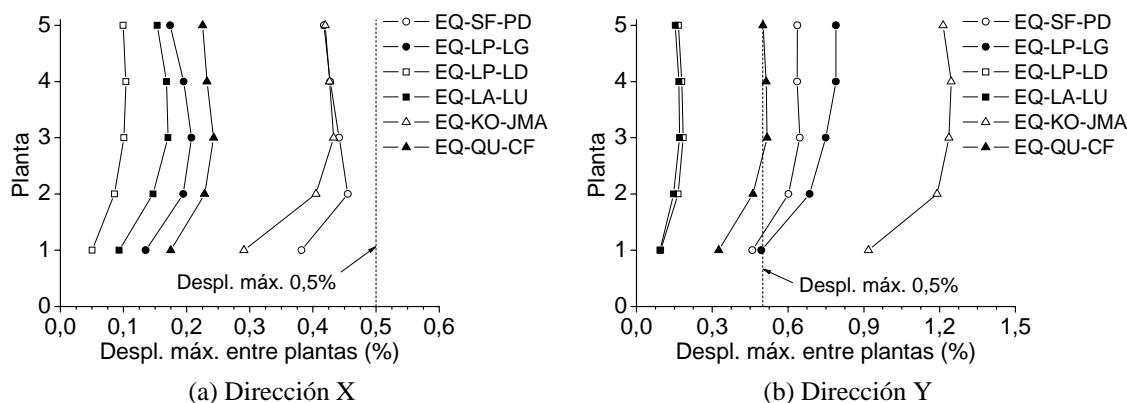 5
4
3
2
1
0
Planta
EQ-SF-PD
EQ-LP-LG
EQ-LP-LD
EQ-LA-LU
EQ-KO-JMA
EQ-QU-CF
Despl. máx. 0,5%
0,0 0,1 0,2 0,3 0,4 0,5 0,6
Despl. máx. entre plantas (%)
(a) Dirección X
5
4
3
2
1
0
Planta
EQ-SF-PD
EQ-LP-LG
EQ-LP-LD
EQ-LA-LU
EQ-KO-JMA
EQ-QU-CF
Despl. máx. 0,5%
0,0 0,3 0,6 0,9 1,2 1,5
Despl. máx. entre plantas (%)
(b) Dirección Y